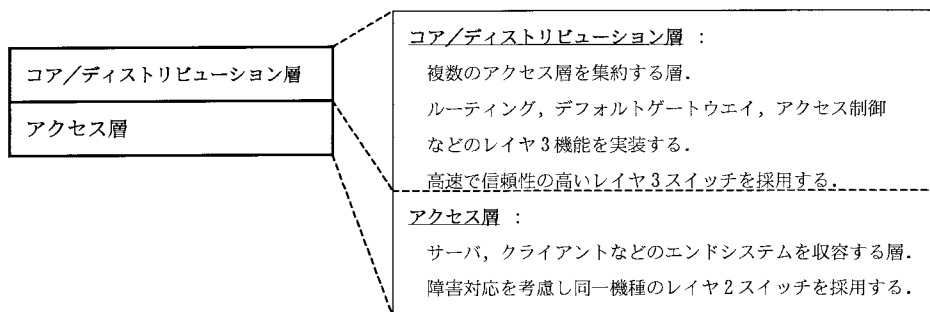 コア／ディストリビューション層
アクセス層
コア／ディストリビューション層 ：
複数のアクセス層を集約する層．
ルーティング，デフォルトゲートウエイ，アクセス制御
などのレイヤ3機能を実装する．
高速で信頼性の高いレイヤ3スイッチを採用する．
アクセス層 ：
サーバ，クライアントなどのエンドシステムを収容する層．
障害対応を考慮し同一機種のレイヤ2スイッチを採用する．